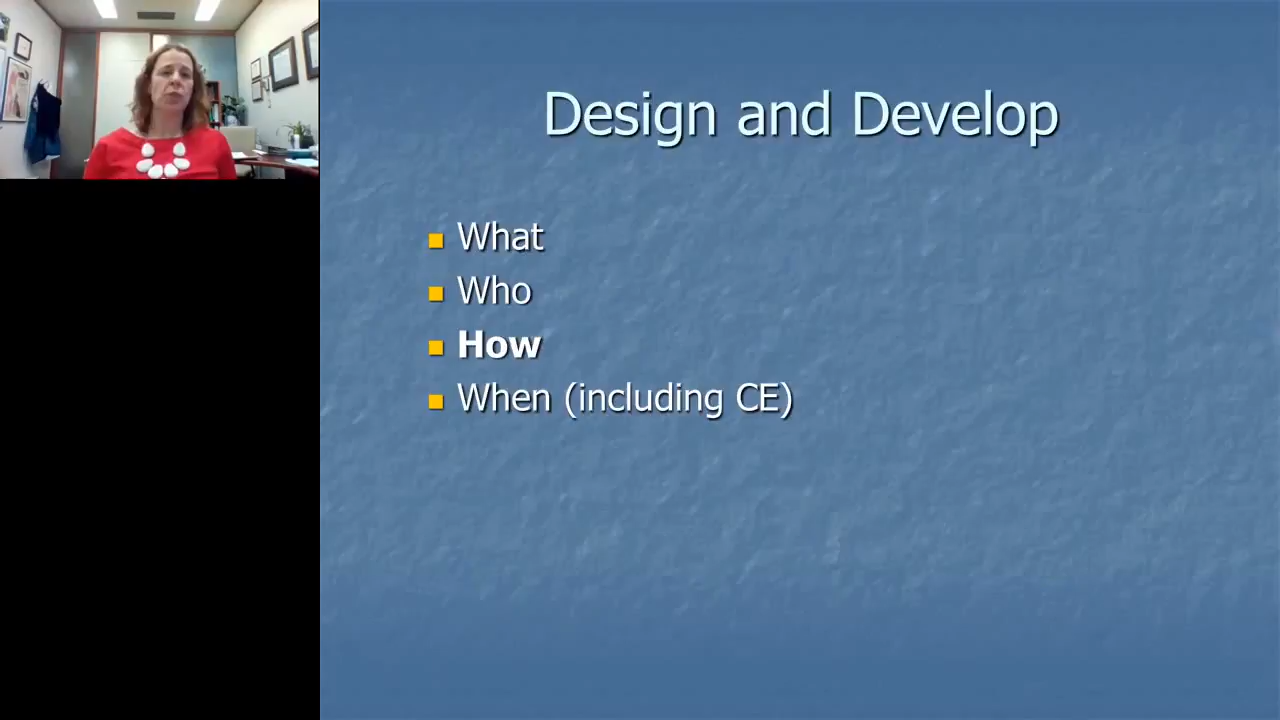 Design and Develop
What
Who
How
When (including CE)